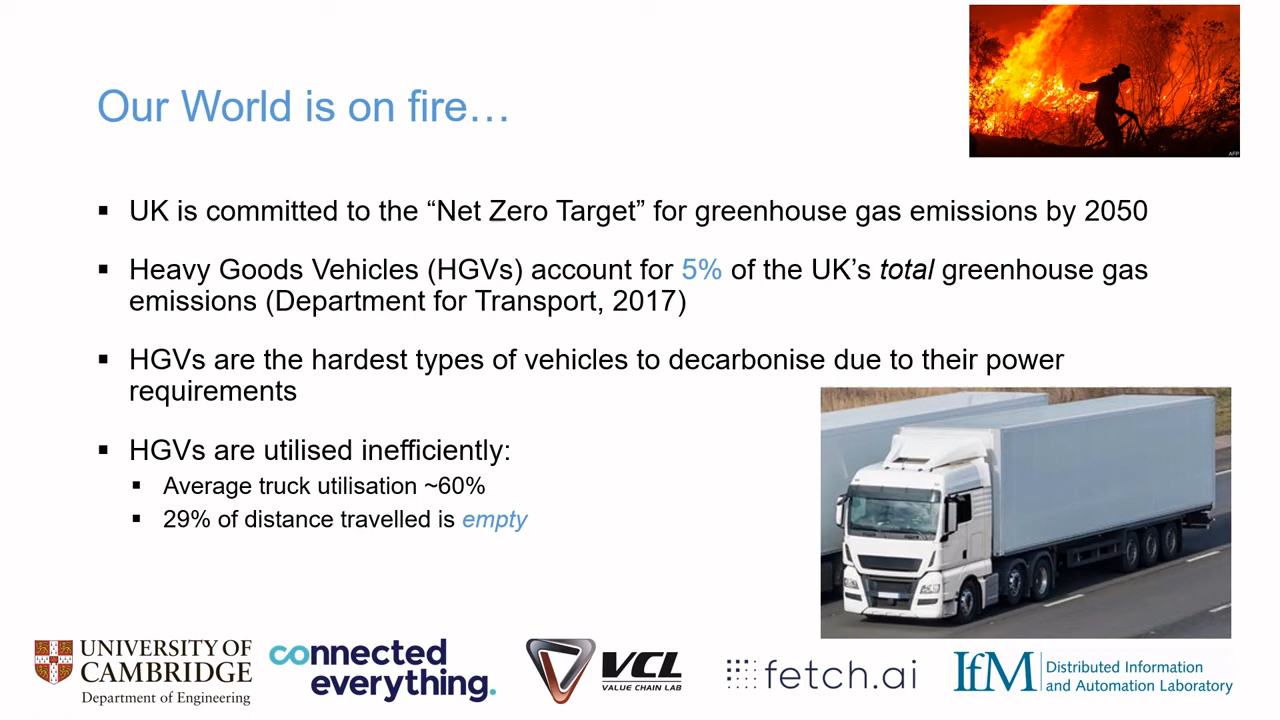 AFP
Our World is on fire…
▪ UK is committed to the “Net Zero Target” for greenhouse gas emissions by 2050
▪ Heavy Goods Vehicles (HGVs) account for 5% of the UK’s total greenhouse gas
emissions (Department for Transport, 2017)
▪ HGVs are the hardest types of vehicles to decarbonise due to their power
requirements
▪ HGVs are utilised inefficiently:
▪ Average truck utilisation ~60%
▪ 29% of distance travelled is empty
UNIVERSITY OF
CAMBRIDGE
Department of Engineering
connected
everything.
VCL
VALUE CHAIN LAB
fetch.ai
IfM
Distributed Information
and Automation Laboratory